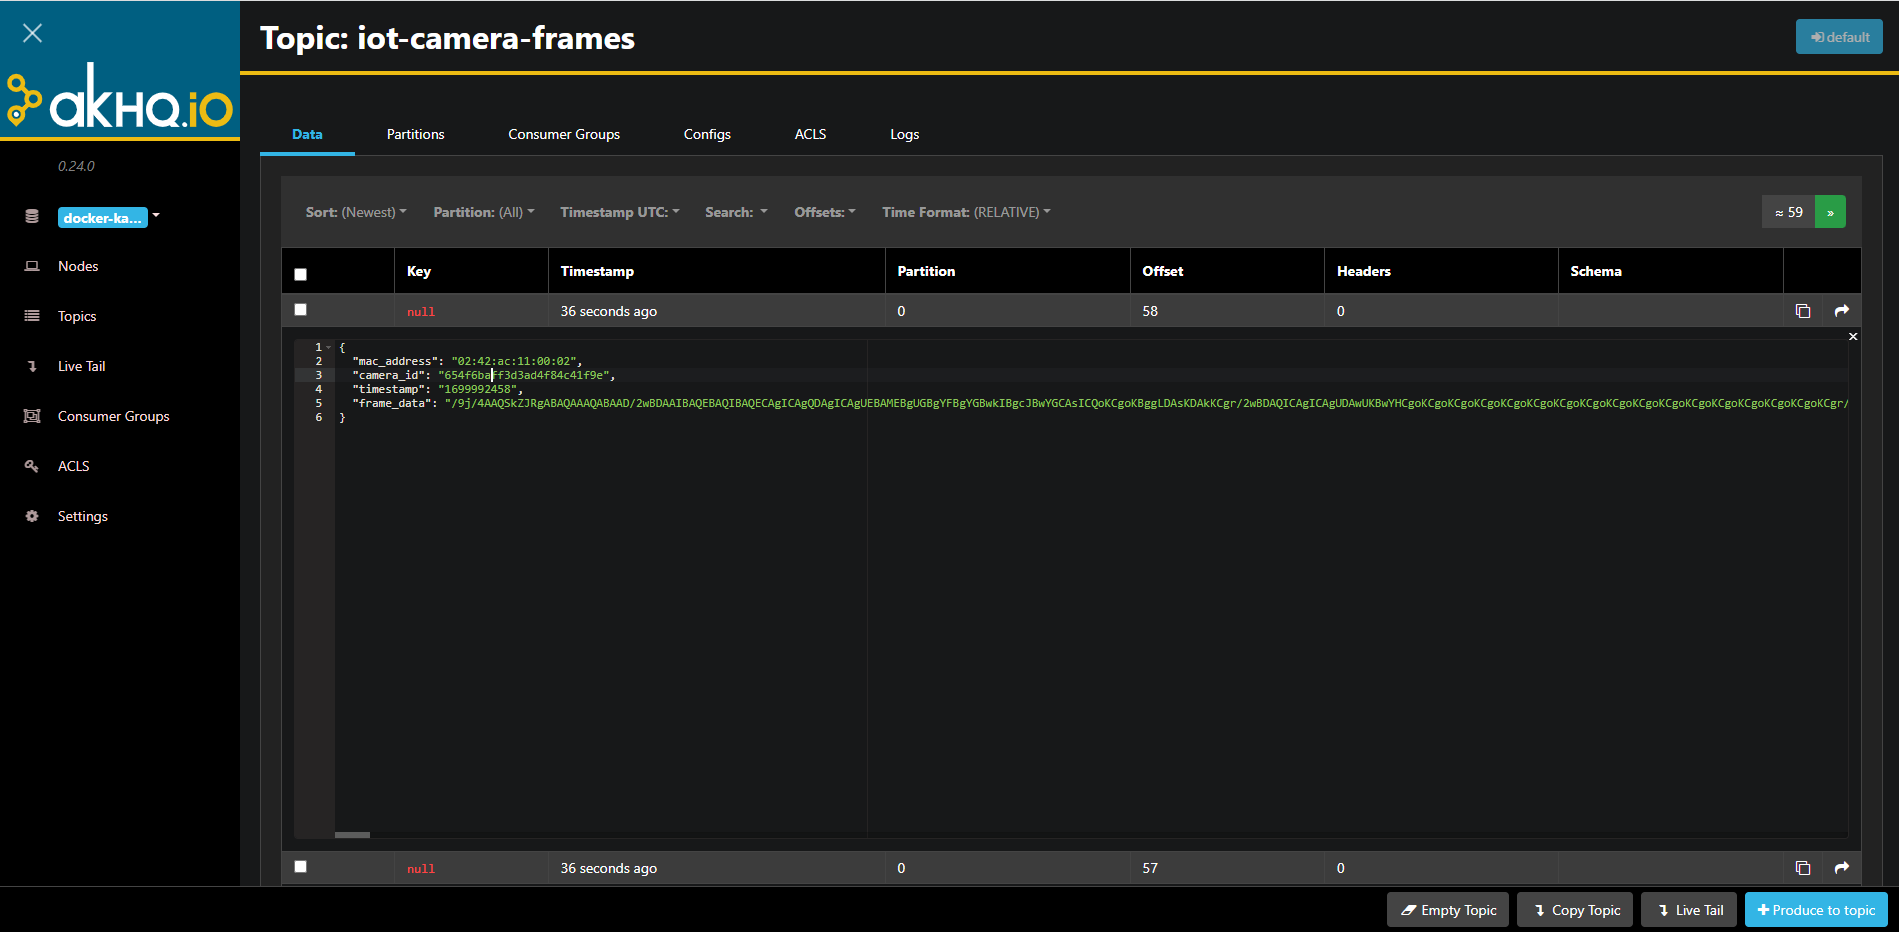 Topic: iot-camera-frames
default
akHQ.io
0.24.0
docker-ka...
Nodes
Topics
Live Tail
Consumer Groups
ACLS
Settings
Data Partitions Consumer Groups Configs ACLS Logs
Sort: (Newest) Partition: (All) Timestamp UTC: Search: Offsets: Time Format: (RELATIVE) ≈ 59 »
Key Timestamp Partition Offset Headers Schema
null 36 seconds ago 0 58 0
×
1 {
2 "mac_address": "02:42:ac:11:00:02",
3 "camera_id": "654f6baff3d3ad4f84c41f9e",
4 "timestamp": "1699992458",
5 "frame_data":
6 }
null 36 seconds ago 0 57 0
Empty Topic Copy Topic Live Tail Produce to topic